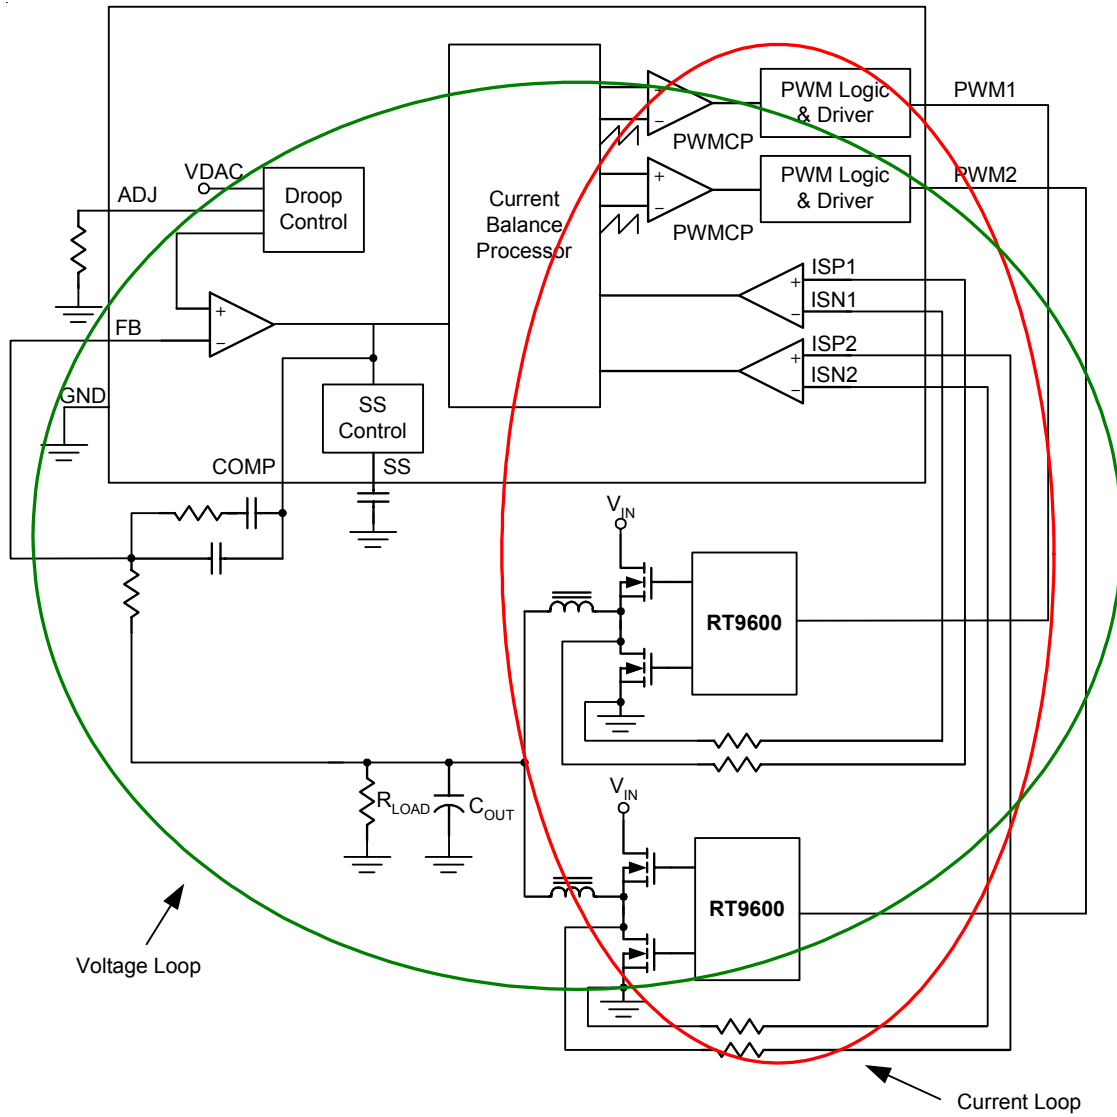 PWM Logic
& Driver
PWM1
PWMCP
VDAC
ADJ
Droop
Control
PWM Logic
& Driver
PWM2
PWMCP
Current
Balance
Processor
+
−
+
−
ISP1
+
ISN1
−
FB
+
−
ISP2
+
ISN2
−
GND
SS
Control
COMP
SS
VIN
RT9600
RLOAD
COUT
VIN
RT9600
Voltage Loop
Current Loop